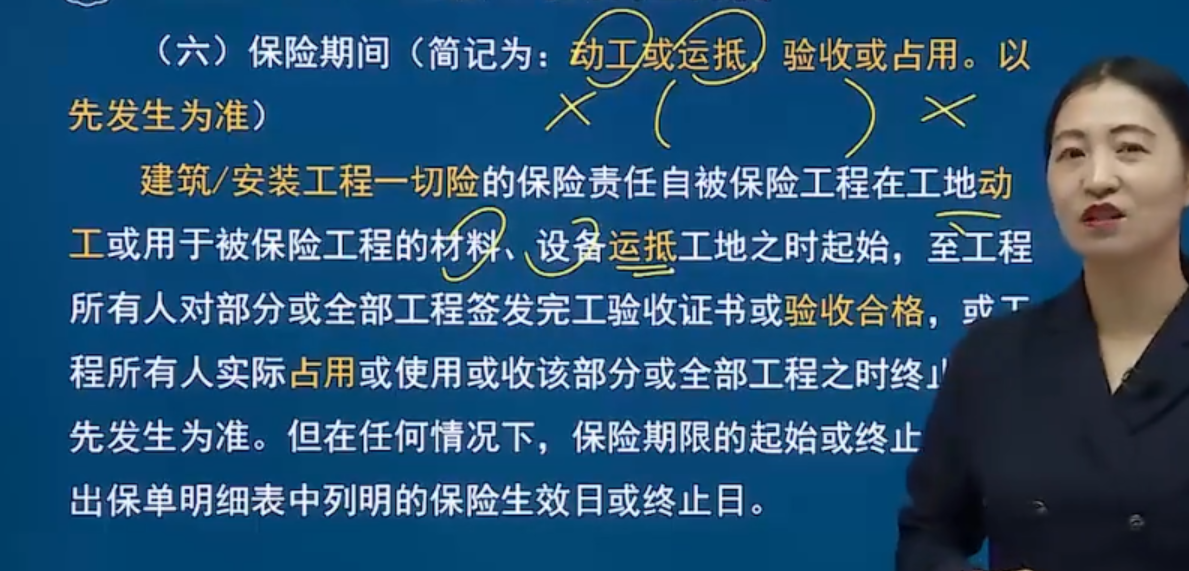 （六）保险期间（简记为：动工或运抵，验收或占用。以
先发生为准）
建筑/安装工程一切险的保险责任自被保险工程在工地动
工或用于被保险工程的材料、设备运抵工地之时起始，至工程
所有人对部分或全部工程签发完工验收证书或验收合格，或工
程所有人实际占用或使用或收该部分或全部工程之时终止
先发生为准。但在任何情况下，保险期限的起始或终止
出保单明细表中列明的保险生效日或终止日。